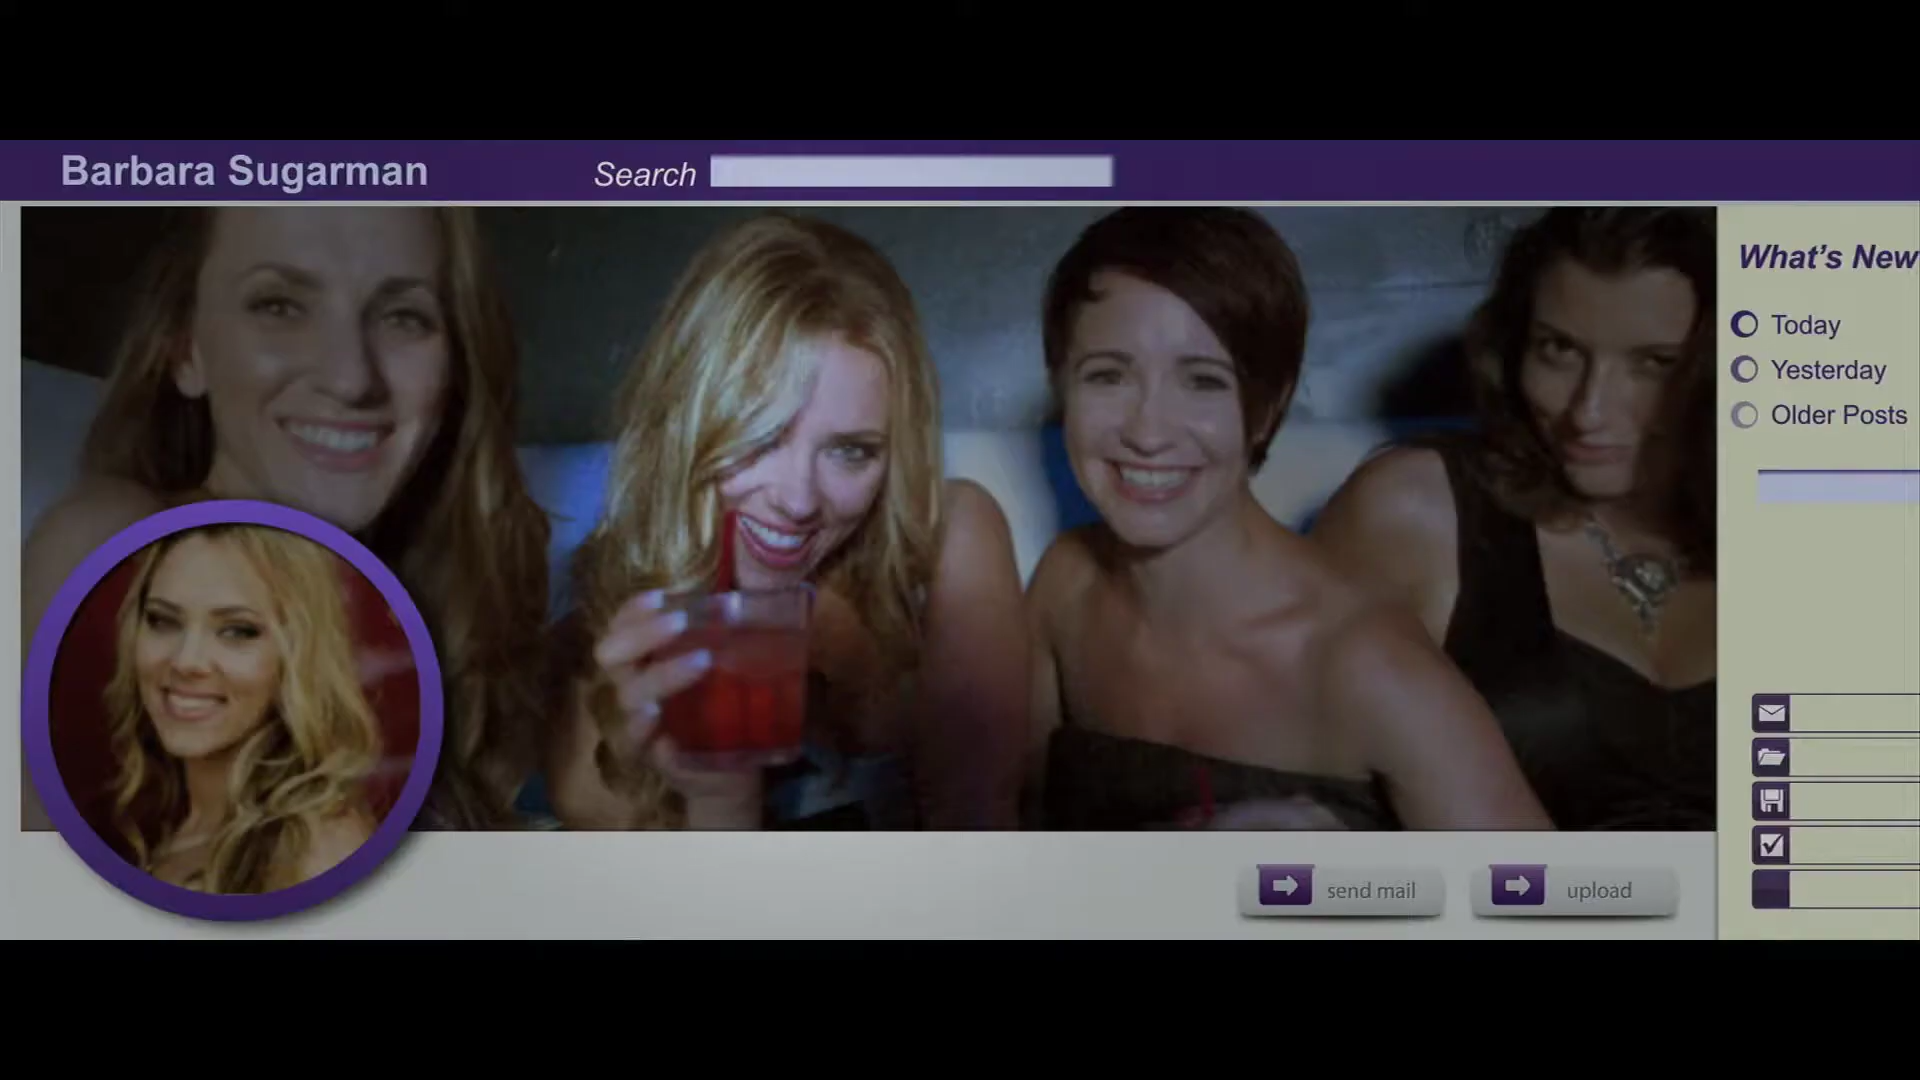 Barbara Sugarman
Search
What's New
Today
Yesterday
Older Posts
send mail
upload